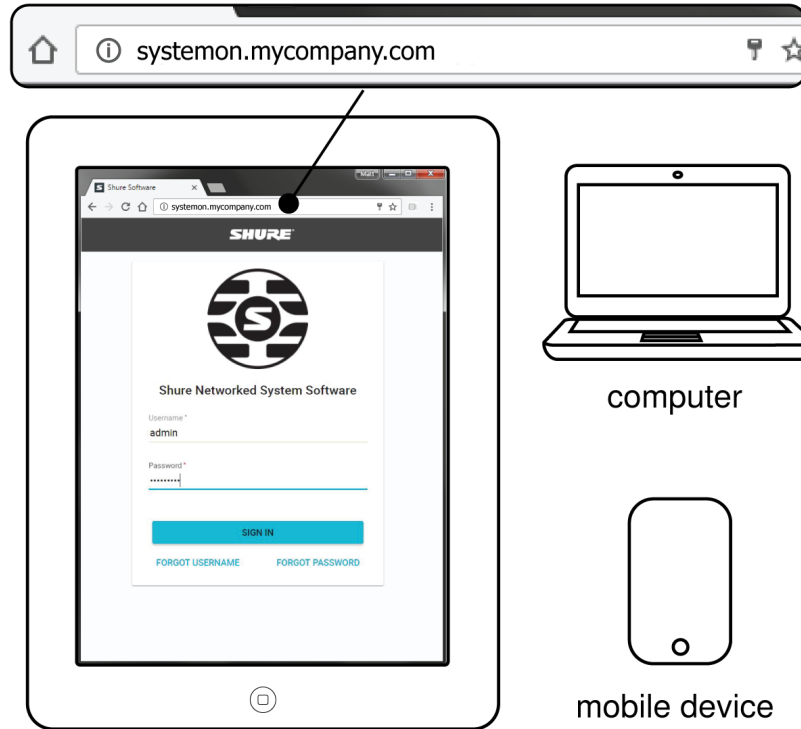 systemon.mycompany.com
Matt
Shure Software
systemon.mycompany.com
SHURE
S
Shure Networked System Software
Username *
admin
Password *
•••••••••
SIGN IN
FORGOT USERNAME FORGOT PASSWORD
computer
mobile device